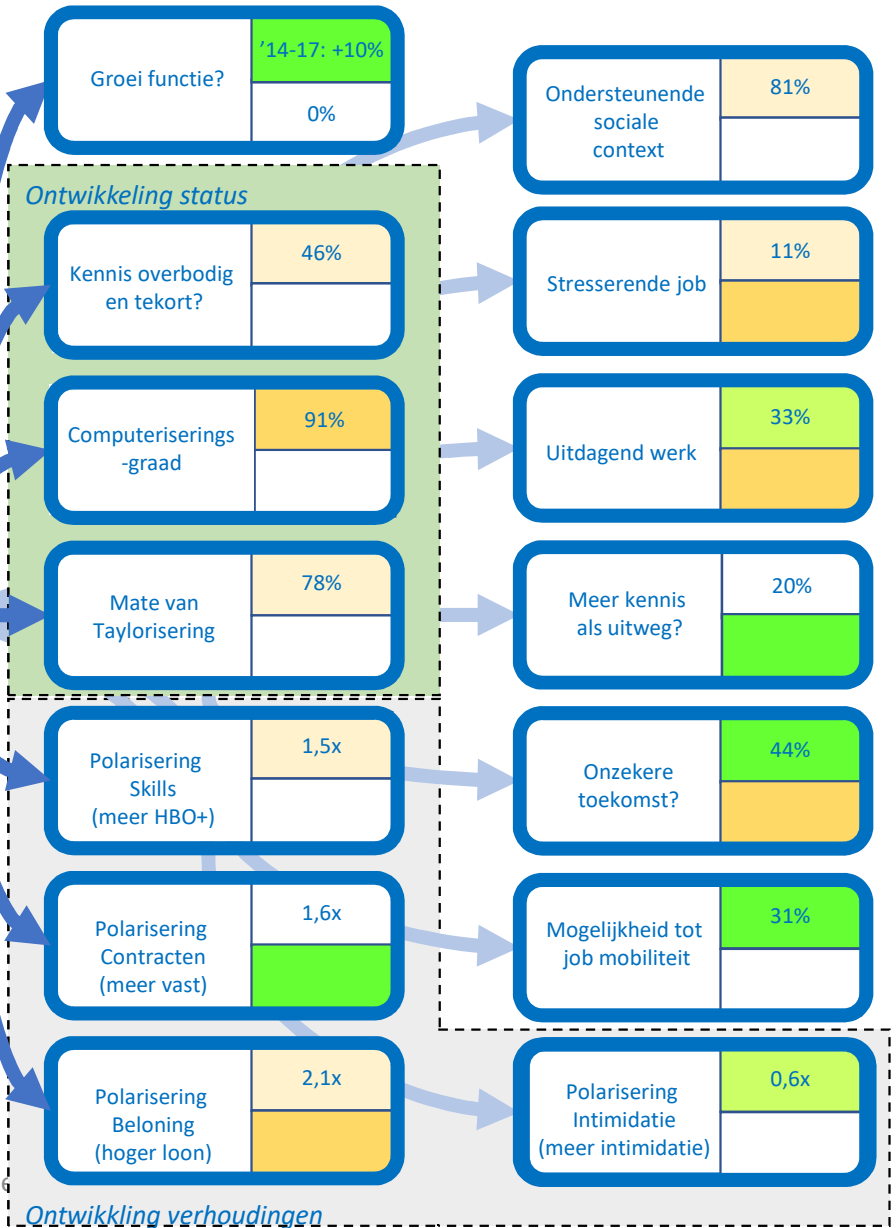 Groei functie?
’14-17: +10%
0%
Ontwikkeling status
Kennis overbodig
en tekort?
46%
Computeriserings
-graad
91%
Mate van
Taylorisering
78%
Polarisering
Skills
(meer HBO+)
1,5x
Polarisering
Contracten
(meer vast)
1,6x
Polarisering
Beloning
(hoger loon)
2,1x
Ondersteunende
sociale
context
81%
Stresserende job
11%
Uitdagend werk
33%
Meer kennis
als uitweg?
20%
Onzekere
toekomst?
44%
Mogelijkheid tot
job mobiliteit
31%
Polarisering
Intimidatie
(meer intimidatie)
0,6x
Ontwikkling verhoudingen